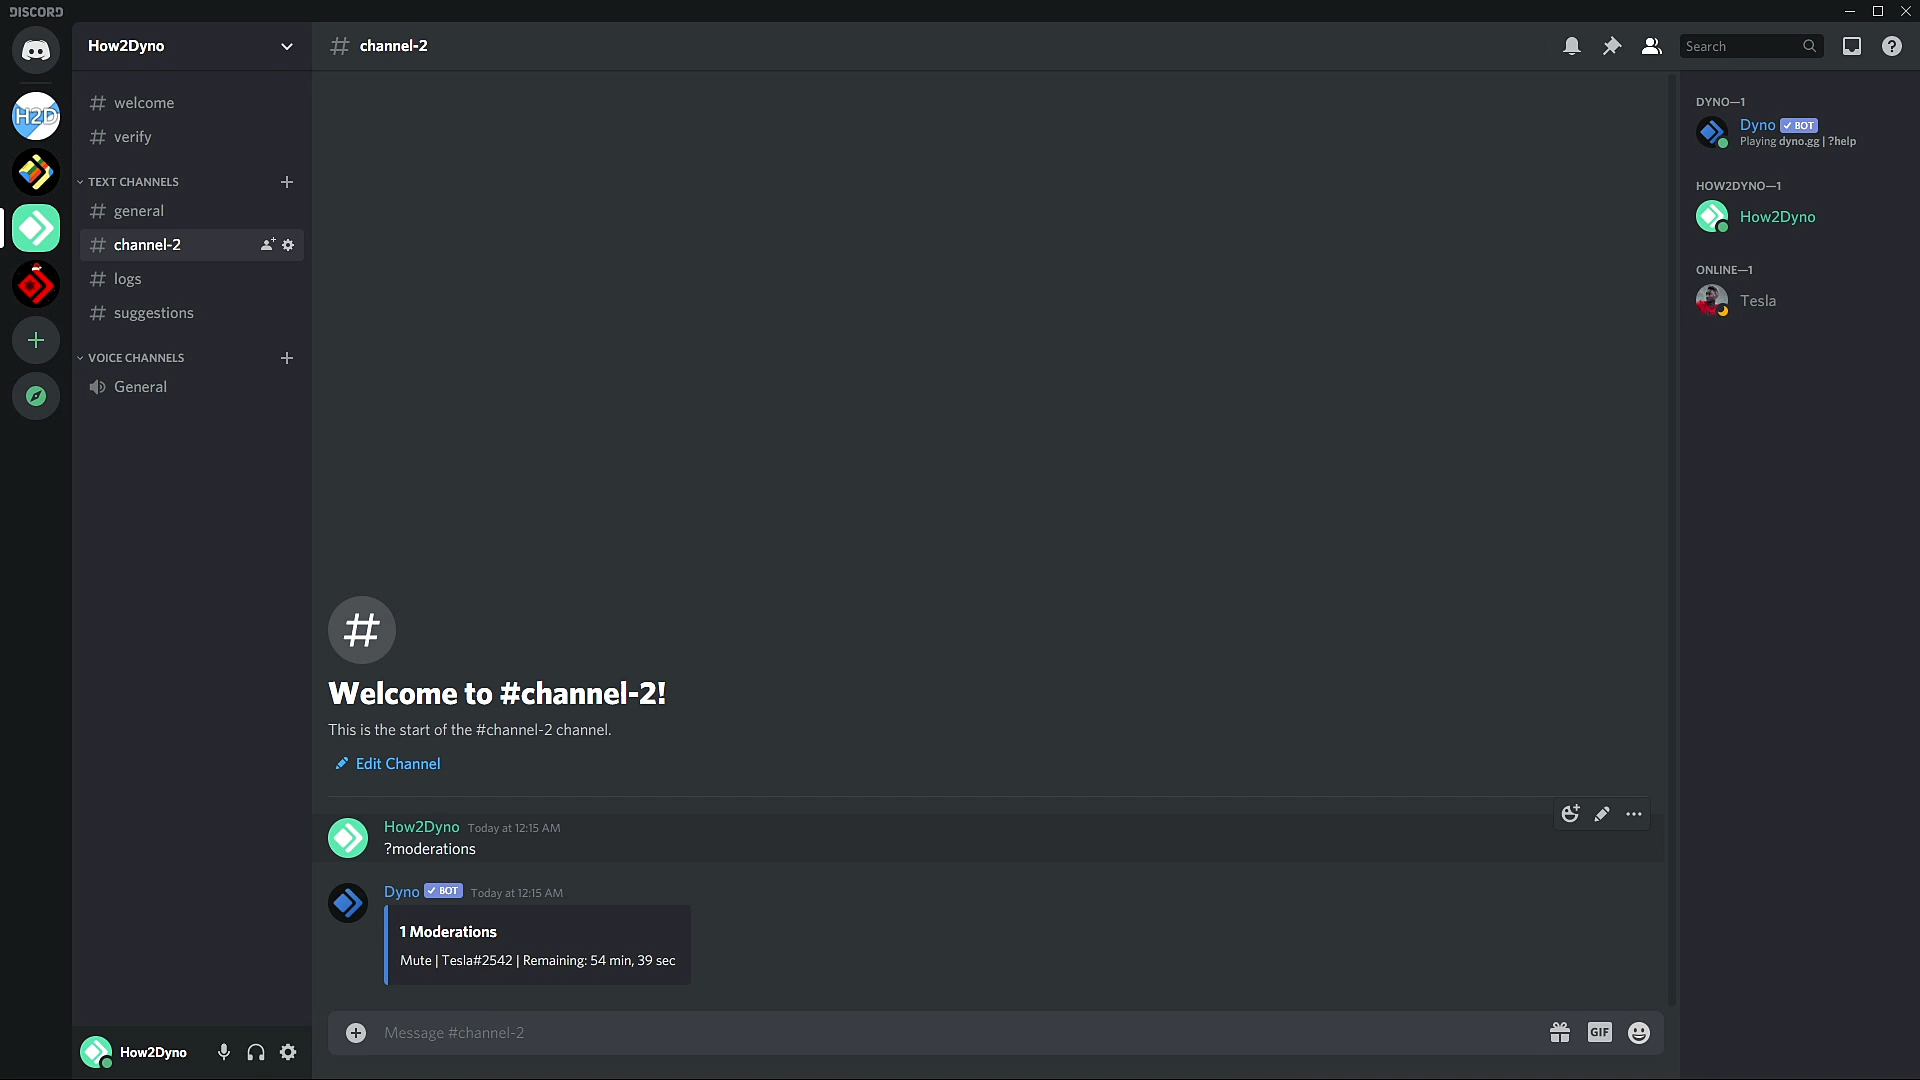 DISCORD
How2Dyno
channel-2
Search
H2D
welcome
verify
TEXT CHANNELS
general
channel-2
logs
suggestions
VOICE CHANNELS
General
Welcome to #channel-2!
This is the start of the #channel-2 channel.
Edit Channel
How2Dyno Today at 12:15 AM
?moderations
Dyno BOT Today at 12:15 AM
1 Moderations
Mute | Tesla#2542 | Remaining: 54 min, 39 sec
Message #channel-2
GIF
How2Dyno
DYNO—1
Dyno BOT
Playing dyno.gg | ?help
HOW2DYNO—1
How2Dyno
ONLINE—1
Tesla